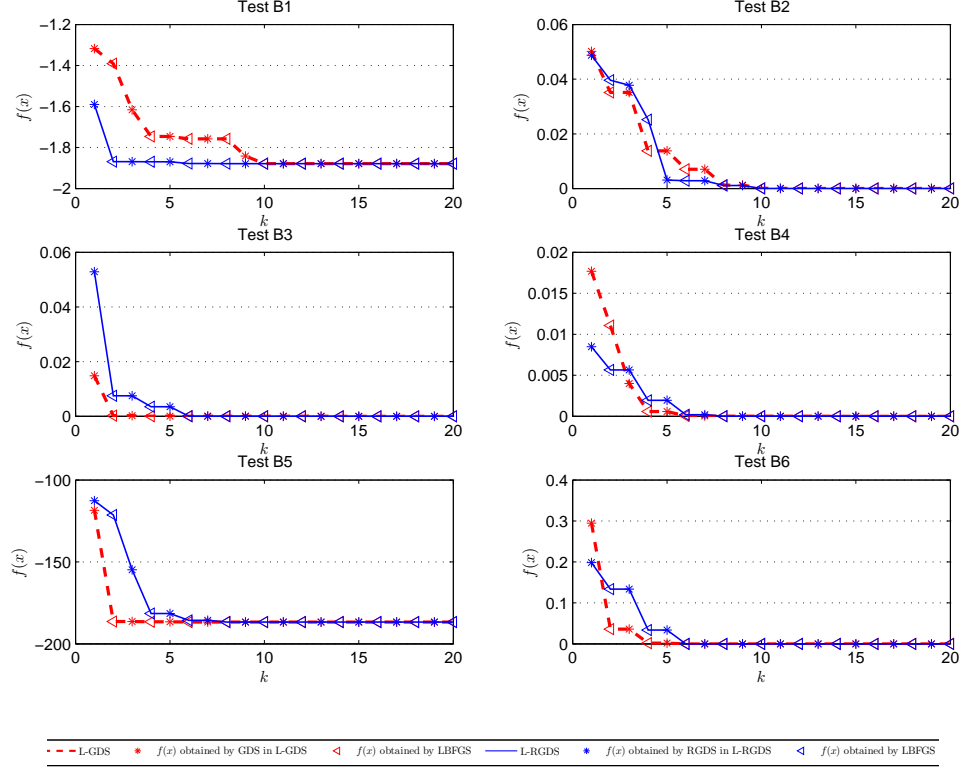 Test B1
−1.2
−1.4
−1.6
−1.8
−2
f(x)
0 5 10 15 20
k
Test B2
0.06
0.04
0.02
0
f(x)
0 5 10 15 20
k
Test B3
0.06
0.04
0.02
0
f(x)
0 5 10 15 20
k
Test B4
0.02
0.015
0.01
0.005
0
f(x)
0 5 10 15 20
k
Test B5
−100
−150
−200
f(x)
0 5 10 15 20
k
Test B6
0.4
0.3
0.2
0.1
0
f(x)
0 5 10 15 20
k
L-GDS f(x) obtained by GDS in L-GDS f(x) obtained by LBFGS L-RGDS f(x) obtained by RGDS in L-RGDS f(x) obtained by LBFGS